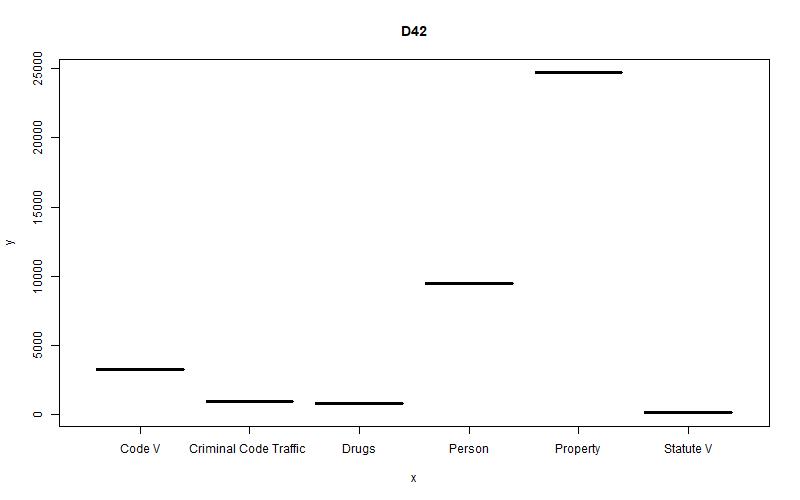 D42
25000
20000
15000
10000
5000
0
y
Code V Criminal Code Traffic Drugs Person Property Statute V
x